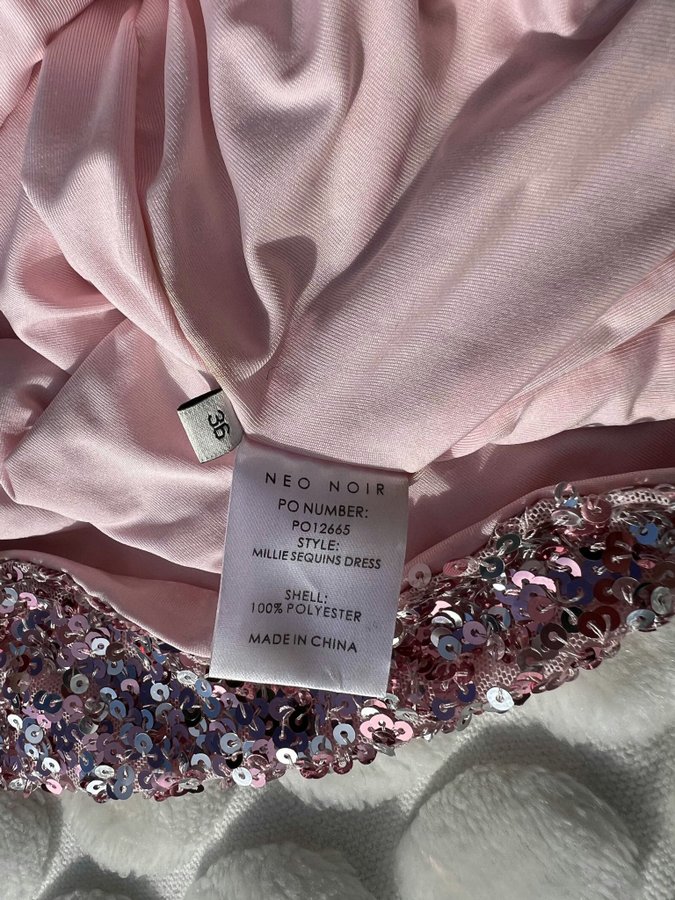 36
NEO NOIR
PO NUMBER:
PO12665
STYLE:
MILLIE SEQUINS DRESS
SHELL:
100% POLYESTER
MADE IN CHINA